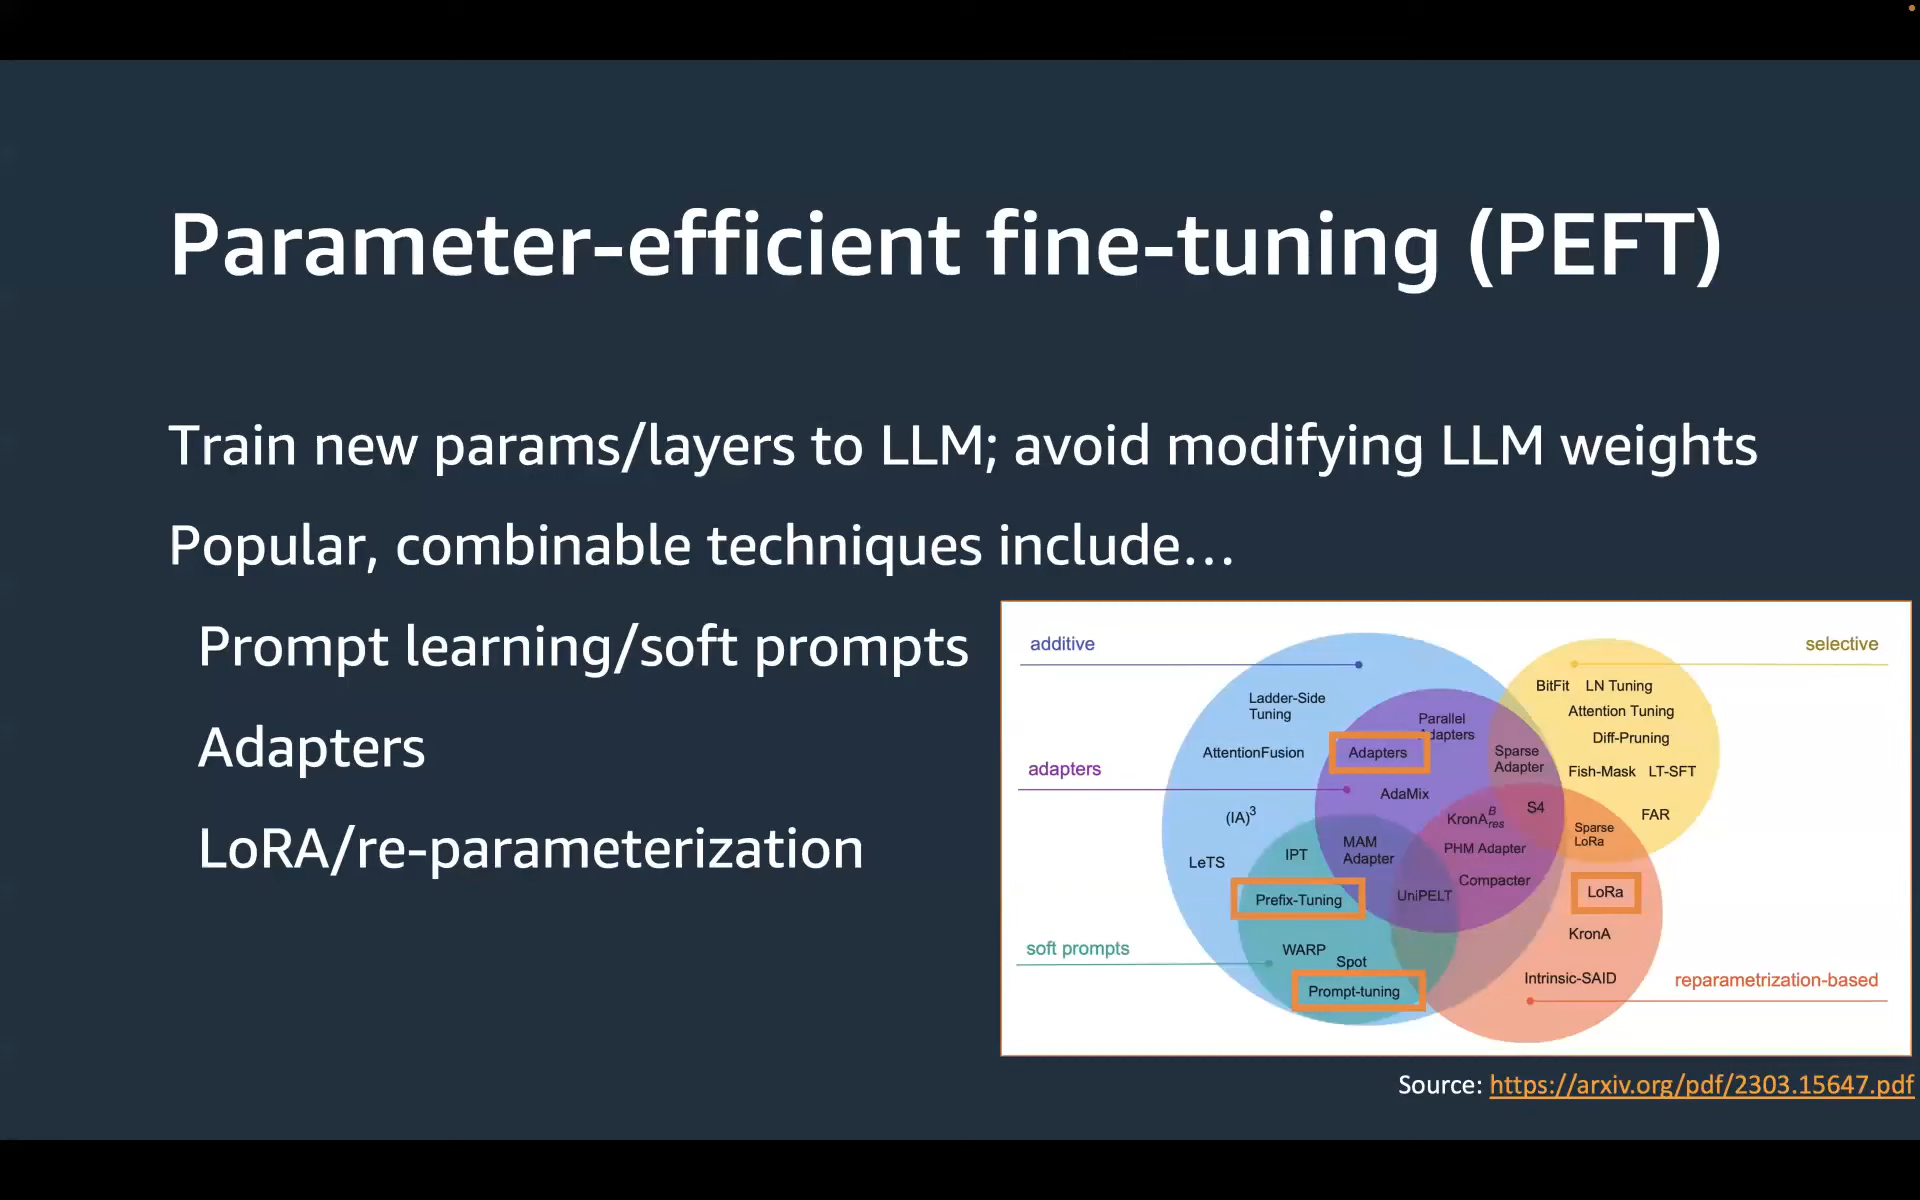 Parameter-efficient fine-tuning (PEFT)
Train new params/layers to LLM; avoid modifying LLM weights
Popular, combinable techniques include…
Prompt learning/soft prompts
Adapters
LoRA/re-parameterization
additive
selective
adapters
soft prompts
reparametrization-based
Ladder-Side
Tuning
AttentionFusion
(IA)³
LeTS
Parallel
Adapters
Adapters
AdaMix
MAM
Adapter
IPT
Prefix-Tuning
WARP
Spot
Prompt-tuning
UniPELT
Sparse
Adapter
S4
KronA^B_res
PHM Adapter
Compacter
BitFit LN Tuning
Attention Tuning
Diff-Pruning
Fish-Mask LT-SFT
FAR
Sparse
LoRa
LoRa
KronA
Intrinsic-SAID
Source: https://arxiv.org/pdf/2303.15647.pdf